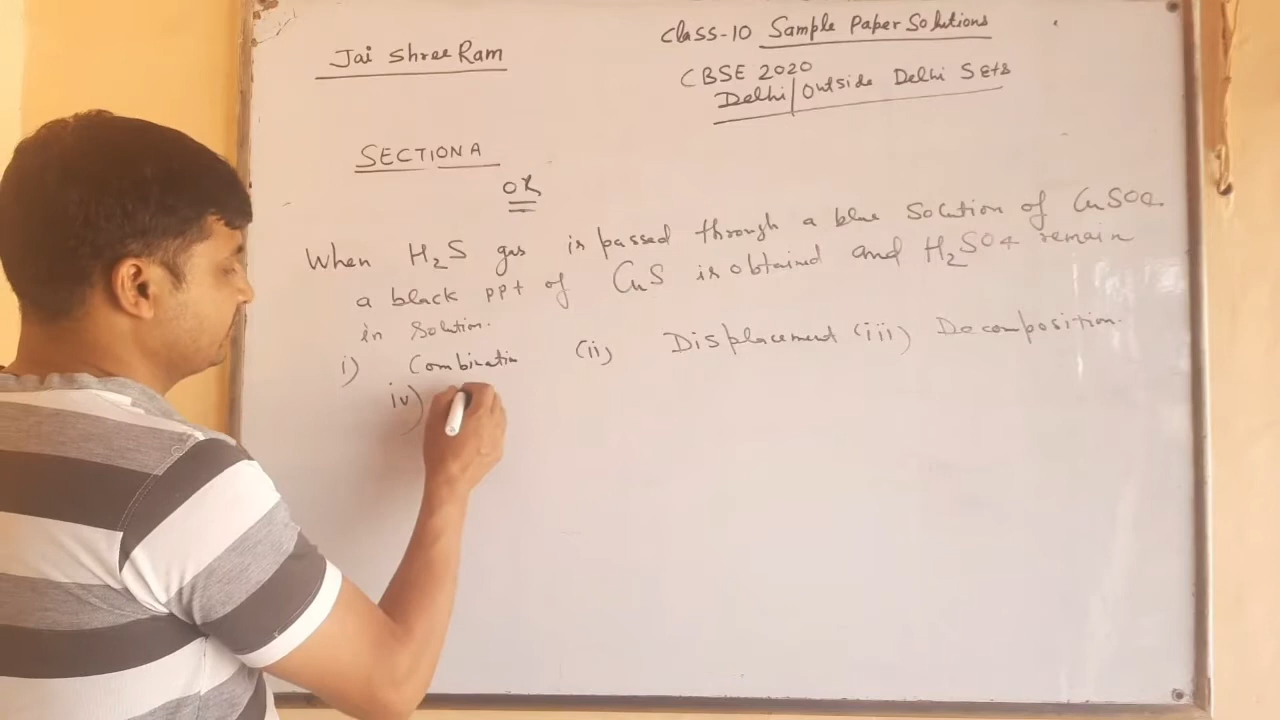 Jai Shree Ram
Class-10 Sample Paper Solutions
CBSE 2020
Delhi/Outside Delhi Sets
SECTION A
OR
When H₂S gas is passed through a blue Solution of CuSO4
a black ppt of CuS is obtained and H₂SO4 remain
in Solution.
i) Combination (ii) Displacement (iii) Decomposition.
iv)